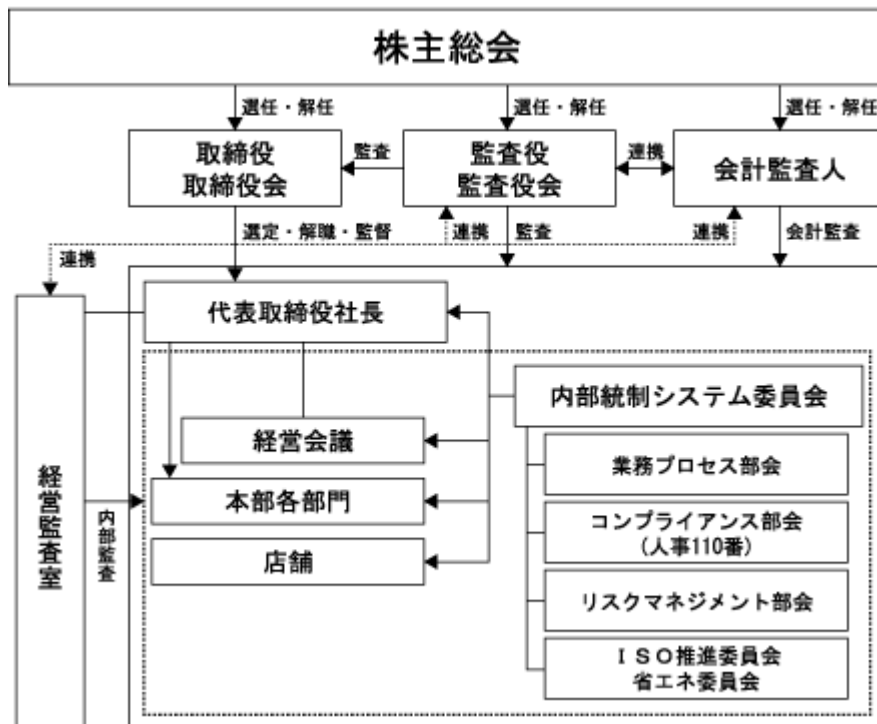 株主総会
選任・解任
選任・解任
選任・解任
取締役
取締役会
監査
監査役
監査役会
連携
会計監査人
選定・解職・監督
連携
監査
連携
会計監査
連携
代表取締役社長
内部統制システム委員会
経営会議
業務プロセス部会
本部各部門
コンプライアンス部会
(人事110番)
店舗
リスクマネジメント部会
ISO推進委員会
省エネ委員会
経営監査室
内部監査